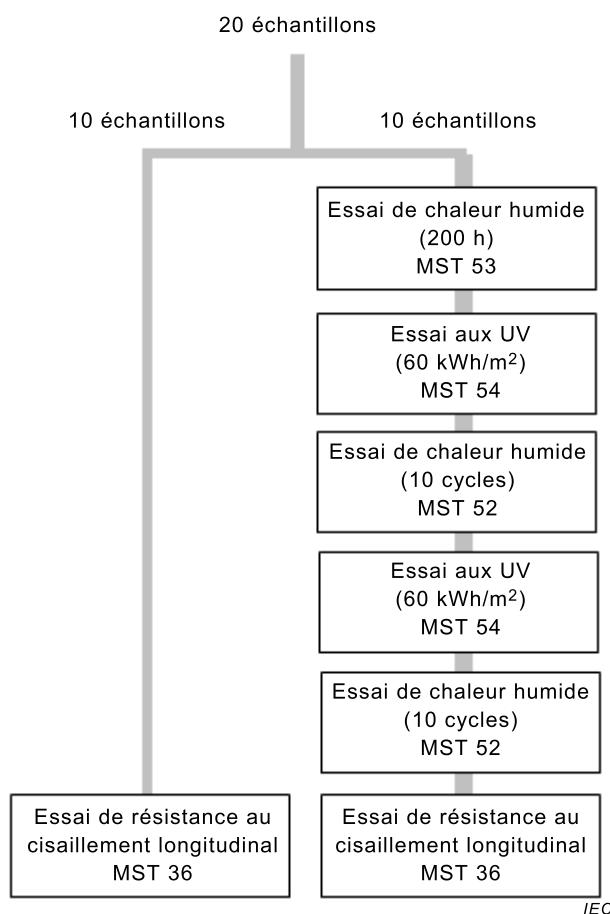 20 échantillons
10 échantillons
10 échantillons
Essai de chaleur humide
(200 h)
MST 53
Essai aux UV
(60 kWh/m²)
MST 54
Essai de chaleur humide
(10 cycles)
MST 52
Essai aux UV
(60 kWh/m²)
MST 54
Essai de chaleur humide
(10 cycles)
MST 52
Essai de résistance au
cisaillement longitudinal
MST 36
Essai de résistance au
cisaillement longitudinal
MST 36
IEC